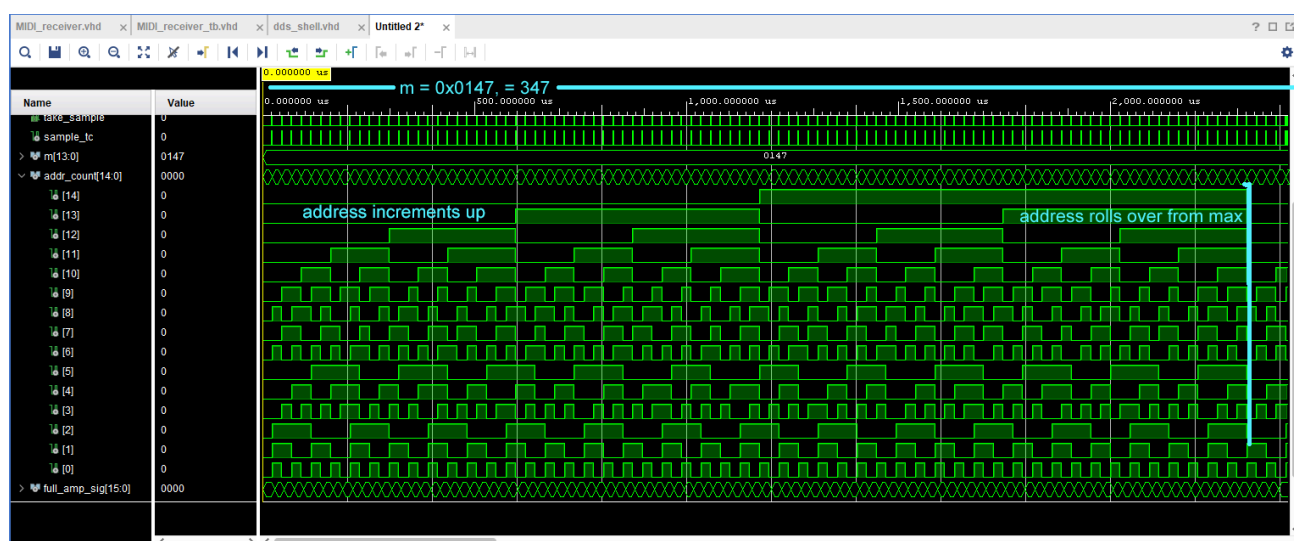 MIDI_receiver.vhd × MIDI_receiver_tb.vhd × dds_shell.vhd × Untitled 2* ×
0.000000 us
m = 0x0147, = 347
Name Value 0.000000 us 500.000000 us 1,000.000000 us 1,500.000000 us 2,000.000000 us
take_sample 0
sample_tc 0
m[13:0] 0147 0147
addr_count[14:0] 0000
[14] 0
[13] 0 address increments up address rolls over from max
[12] 0
[11] 0
[10] 0
[9] 0
[8] 0
[7] 0
[6] 0
[5] 0
[4] 0
[3] 0
[2] 0
[1] 0
[0] 0
full_amp_sig[15:0] 0000